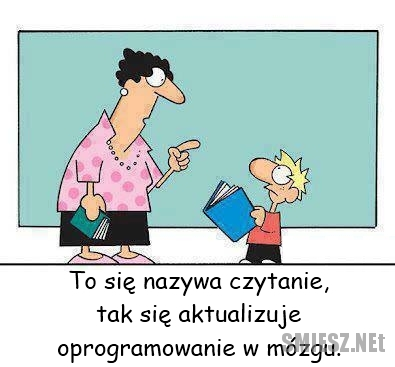 To się nazywa czytanie,
tak się aktualizuje
oprogramowanie w mózgu.
SMIESZ.NEt